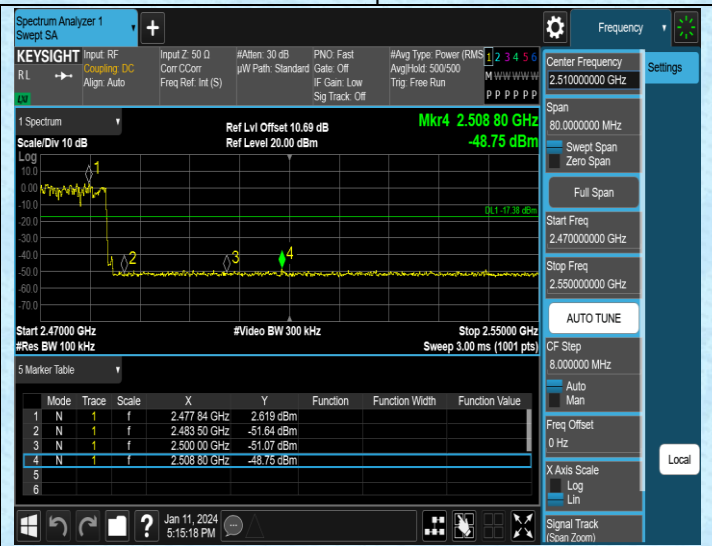 Spectrum Analyzer 1
Swept SA
+
Frequency
KEYSIGHT
RL
LXI
Input: RF
Coupling: DC
Align: Auto
Input Z: 50 Ω
Corr CCorr
Freq Ref: Int (S)
#Atten: 30 dB
µW Path: Standard
PNO: Fast
Gate: Off
IF Gain: Low
Sig Track: Off
#Avg Type: Power (RMS
Avg|Hold: 500/500
Trig: Free Run
1 2 3 4 5 6
M W W W W W
P P P P P P
Center Frequency
2.510000000 GHz
Settings
Span
80.0000000 MHz
Swept Span
Zero Span
Full Span
Start Freq
2.470000000 GHz
Stop Freq
2.550000000 GHz
AUTO TUNE
CF Step
8.000000 MHz
Auto
Man
Freq Offset
0 Hz
X Axis Scale
Log
Lin
Signal Track
(Span Zoom)
Local
1 Spectrum
Scale/Div 10 dB
Ref Lvl Offset 10.69 dB
Ref Level 20.00 dBm
Mkr4 2.508 80 GHz
-48.75 dBm
Log
10.0
0.00
-10.0
-20.0
-30.0
-40.0
-50.0
-60.0
-70.0
1
2
3
4
DL1 -17.38 dBm
Start 2.47000 GHz
#Res BW 100 kHz
#Video BW 300 kHz
Stop 2.55000 GHz
Sweep 3.00 ms (1001 pts)
5 Marker Table
Mode Trace Scale X Y Function Function Width Function Value
1 N 1 f 2.477 84 GHz 2.619 dBm
2 N 1 f 2.483 50 GHz -51.64 dBm
3 N 1 f 2.500 00 GHz -51.07 dBm
4 N 1 f 2.508 80 GHz -48.75 dBm
5
6
?
Jan 11, 2024
5:15:18 PM